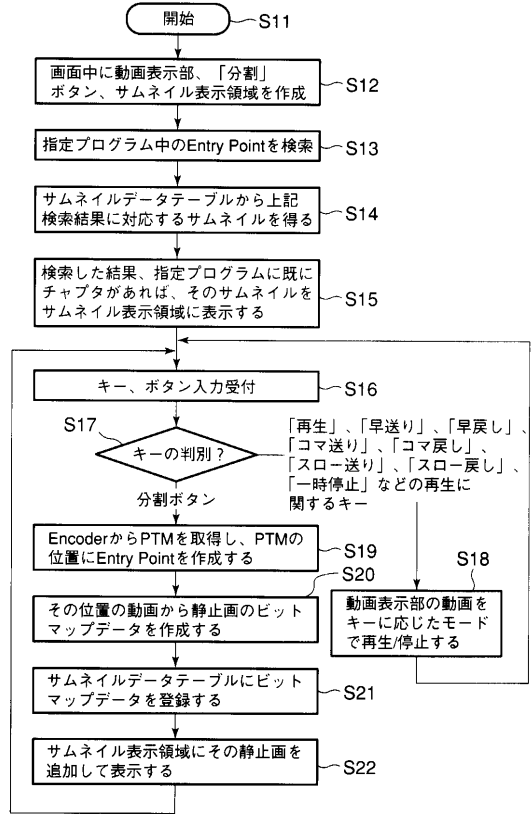 開始
S11
画面中に動画表示部、「分割」
ボタン、サムネイル表示領域を作成
S12
指定プログラム中のEntry Pointを検索
S13
サムネイルデータテーブルから上記
検索結果に対応するサムネイルを得る
S14
検索した結果、指定プログラムに既に
チャプタがあれば、そのサムネイルを
サムネイル表示領域に表示する
S15
キー、ボタン入力受付
S16
S17
キーの判別？
「再生」、「早送り」、「早戻し」、
「コマ送り」、「コマ戻し」、
「スロー送り」、「スロー戻し」、
「一時停止」などの再生に
関するキー
分割ボタン
EncoderからPTMを取得し、PTMの
位置にEntry Pointを作成する
S19
S18
動画表示部の動画を
キーに応じたモード
で再生/停止する
S20
その位置の動画から静止画のビット
マップデータを作成する
サムネイルデータテーブルにビット
マップデータを登録する
S21
サムネイル表示領域にその静止画を
追加して表示する
S22